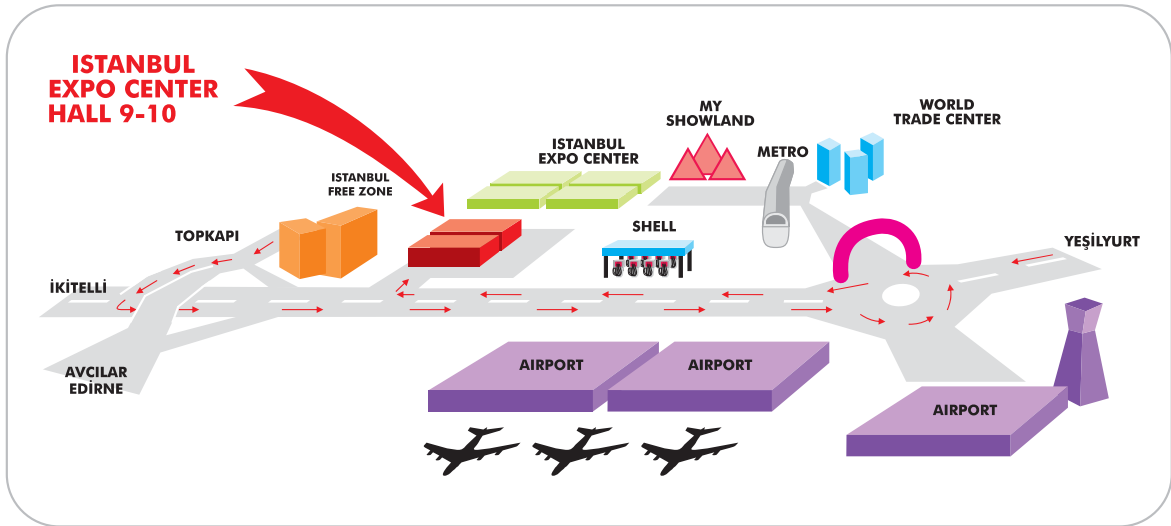 ISTANBUL
EXPO CENTER
HALL 9-10
MY
SHOWLAND
WORLD
TRADE CENTER
ISTANBUL
EXPO CENTER
METRO
ISTANBUL
FREE ZONE
TOPKAPI
SHELL
YEŞİLYURT
İKİTELLİ
AVCILAR
EDİRNE
AIRPORT
AIRPORT
AIRPORT